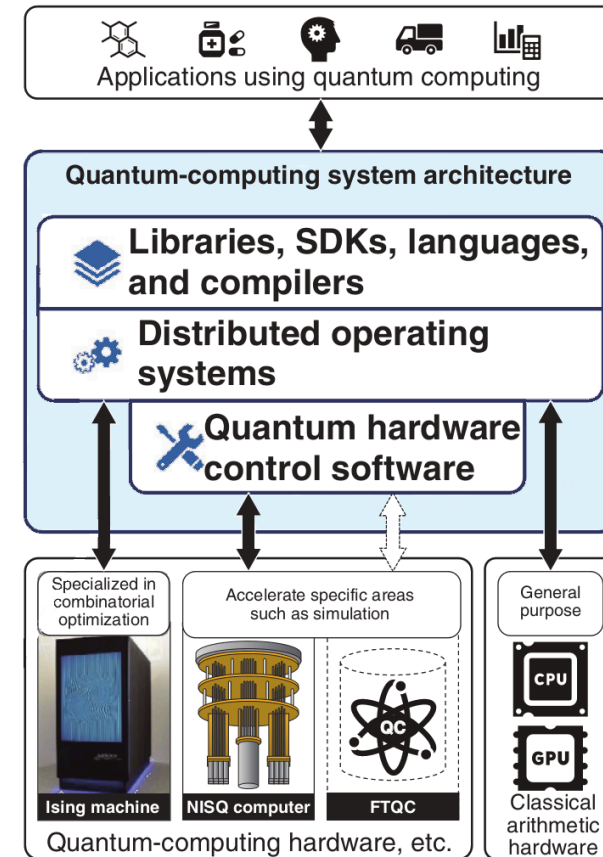 Applications using quantum computing
Quantum-computing system architecture
Libraries, SDKs, languages,
and compilers
Distributed operating
systems
Quantum hardware
control software
Specialized in
combinatorial
optimization
Accelerate specific areas
such as simulation
General
purpose
QC
CPU
GPU
Ising machine
NISQ computer
FTQC
Classical
arithmetic
hardware
Quantum-computing hardware, etc.